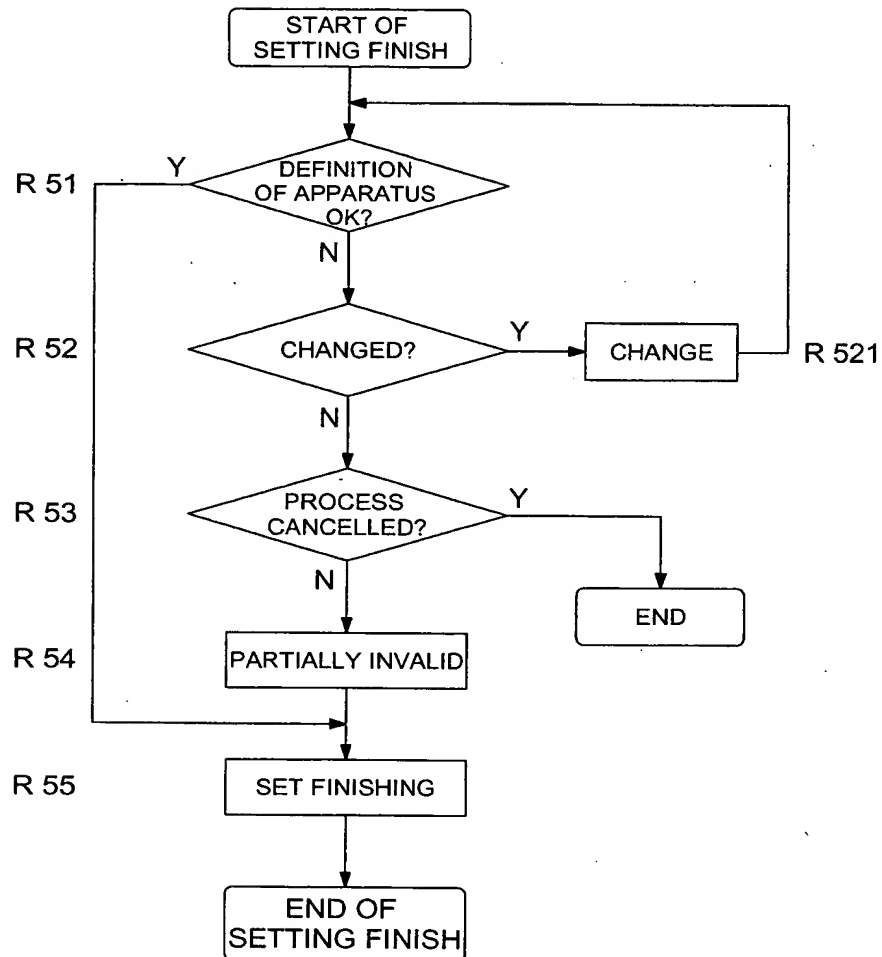 START OF
SETTING FINISH
R 51
Y
DEFINITION
OF APPARATUS
OK?
N
R 52
CHANGED?
Y
CHANGE
R 521
N
R 53
PROCESS
CANCELLED?
Y
N
END
R 54
PARTIALLY INVALID
R 55
SET FINISHING
END OF
SETTING FINISH